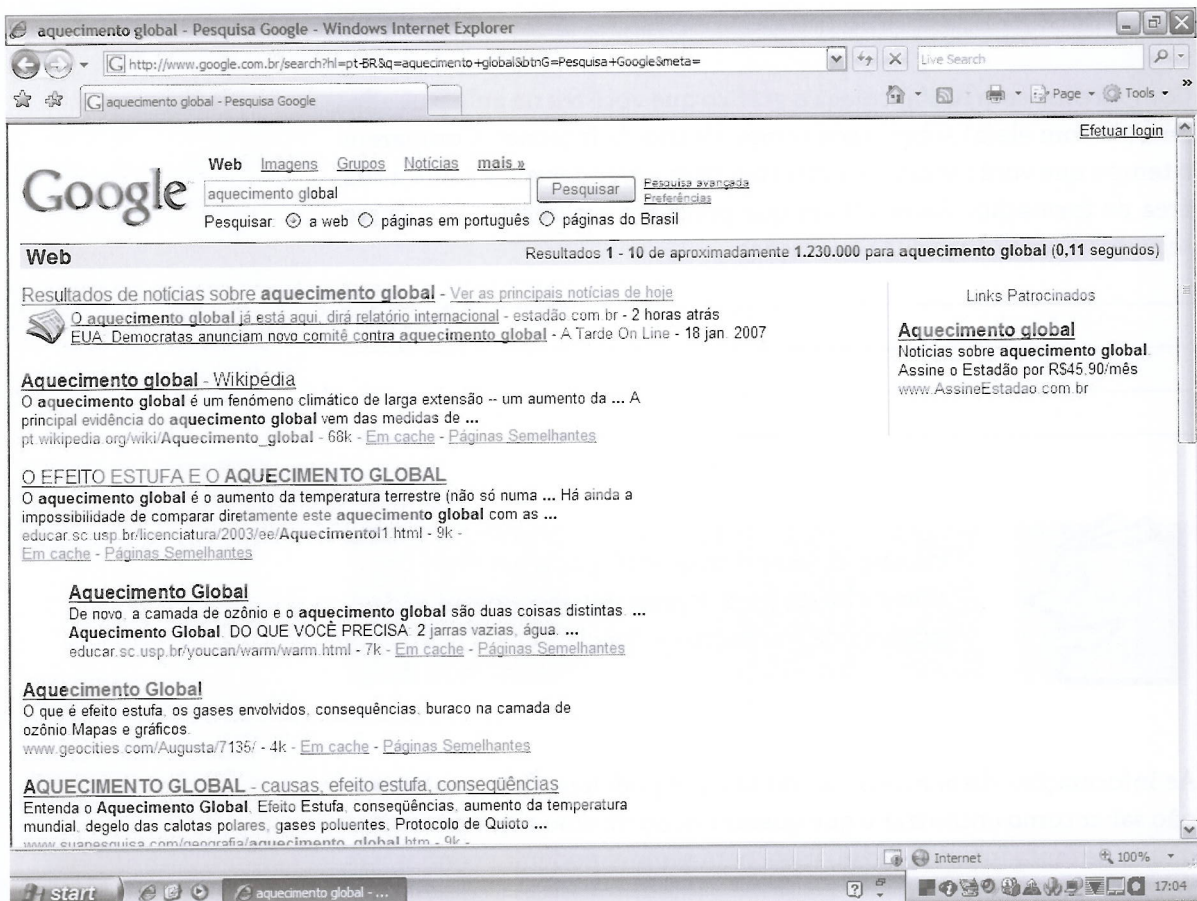 aquecimento global - Pesquisa Google - Windows Internet Explorer
http://www.google.com.br/search?hl=pt-BR&q=aquecimento+global&btnG=Pesquisa+Google&meta=
Live Search
aquecimento global - Pesquisa Google
Page
Tools
Efetuar login
Google
Web Imagens Grupos Notícias mais »
aquecimento global
Pesquisar
Pesquisa avançada
Preferências
Pesquisar: a web páginas em português páginas do Brasil
Web
Resultados 1 - 10 de aproximadamente 1.230.000 para aquecimento global (0,11 segundos)
Resultados de notícias sobre aquecimento global - Ver as principais notícias de hoje
O aquecimento global já está aqui, dirá relatório internacional - estadão.com.br - 2 horas atrás
EUA: Democratas anunciam novo comitê contra aquecimento global - A Tarde On Line - 18 jan. 2007
Aquecimento global - Wikipédia
O aquecimento global é um fenómeno climático de larga extensão -- um aumento da ... A
principal evidência do aquecimento global vem das medidas de ...
pt.wikipedia.org/wiki/Aquecimento_global - 68k - Em cache - Páginas Semelhantes
O EFEITO ESTUFA E O AQUECIMENTO GLOBAL
O aquecimento global é o aumento da temperatura terrestre (não só numa ... Há ainda a
impossibilidade de comparar diretamente este aquecimento global com as ...
educar.sc.usp.br/licenciatura/2003/ee/Aquecimentol1.html - 9k -
Em cache - Páginas Semelhantes
Aquecimento Global
De novo, a camada de ozônio e o aquecimento global são duas coisas distintas. ...
Aquecimento Global. DO QUE VOCÊ PRECISA: 2 jarras vazias, água. ...
educar.sc.usp.br/youcan/warm/warm.html - 7k - Em cache - Páginas Semelhantes
Aquecimento Global
O que é efeito estufa, os gases envolvidos, consequências, buraco na camada de
ozônio Mapas e gráficos.
www.geocities.com/Augusta/7135/ - 4k - Em cache - Páginas Semelhantes
AQUECIMENTO GLOBAL - causas, efeito estufa, conseqüências
Entenda o Aquecimento Global, Efeito Estufa, conseqüências, aumento da temperatura
mundial, degelo das calotas polares, gases poluentes, Protocolo de Quioto ...
www.suapesquisa.com/geografia/aquecimento_global.htm - 9k -
Links Patrocinados
Aquecimento global
Noticias sobre aquecimento global.
Assine o Estadão por R$45,90/mês
www.AssineEstadao.com.br
Internet
100%
start
aquecimento global - ...
17:04